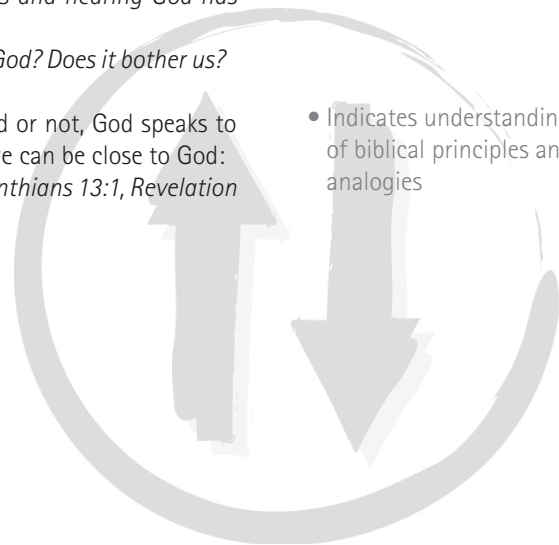 and hearing God has
God? Does it bother us?
d or not, God speaks to
e can be close to God:
nthians 13:1, Revelation
• Indicates understandin
of biblical principles an
analogies